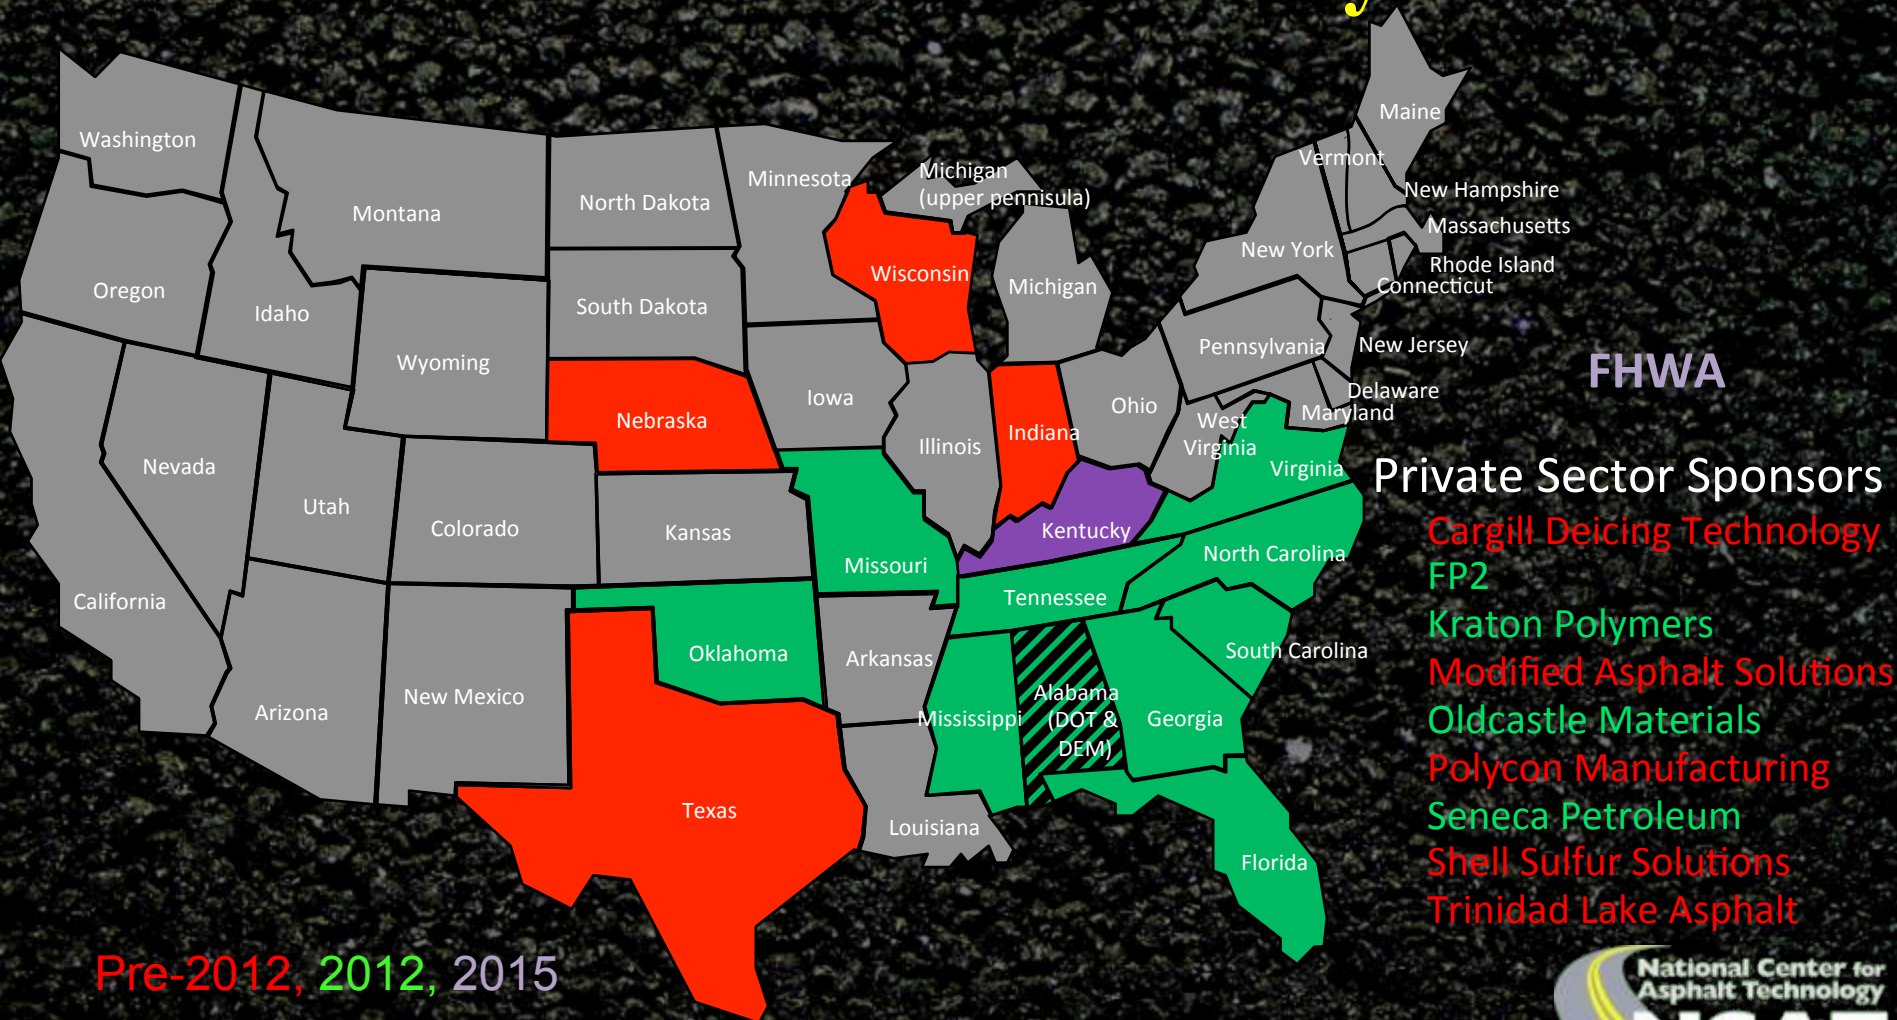 Maine
Washington
Vermont
Minnesota
Michigan
(upper pennisula)
New Hampshire
North Dakota
Montana
Massachusetts
New York
Rhode Island
Wisconsin
Connecticut
Michigan
Oregon
South Dakota
Idaho
Pennsylvania
New Jersey
Wyoming
FHWA
Delaware
Iowa
Ohio
Maryland
Nebraska
West
Virginia
Indiana
Illinois
Nevada
Virginia
Private Sector Sponsors
Utah
Colorado
Kansas
Kentucky
Cargill Deicing Technology
North Carolina
Missouri
FP2
California
Tennessee
Kraton Polymers
Oklahoma
Arkansas
South Carolina
Modified Asphalt Solutions
New Mexico
Arizona
Alabama
(DOT &
DEM)
Mississippi
Georgia
Oldcastle Materials
Polycon Manufacturing
Texas
Louisiana
Seneca Petroleum
Florida
Shell Sulfur Solutions
Trinidad Lake Asphalt
Pre-2012, 2012, 2015
National Center for
Asphalt Technology
NCAT